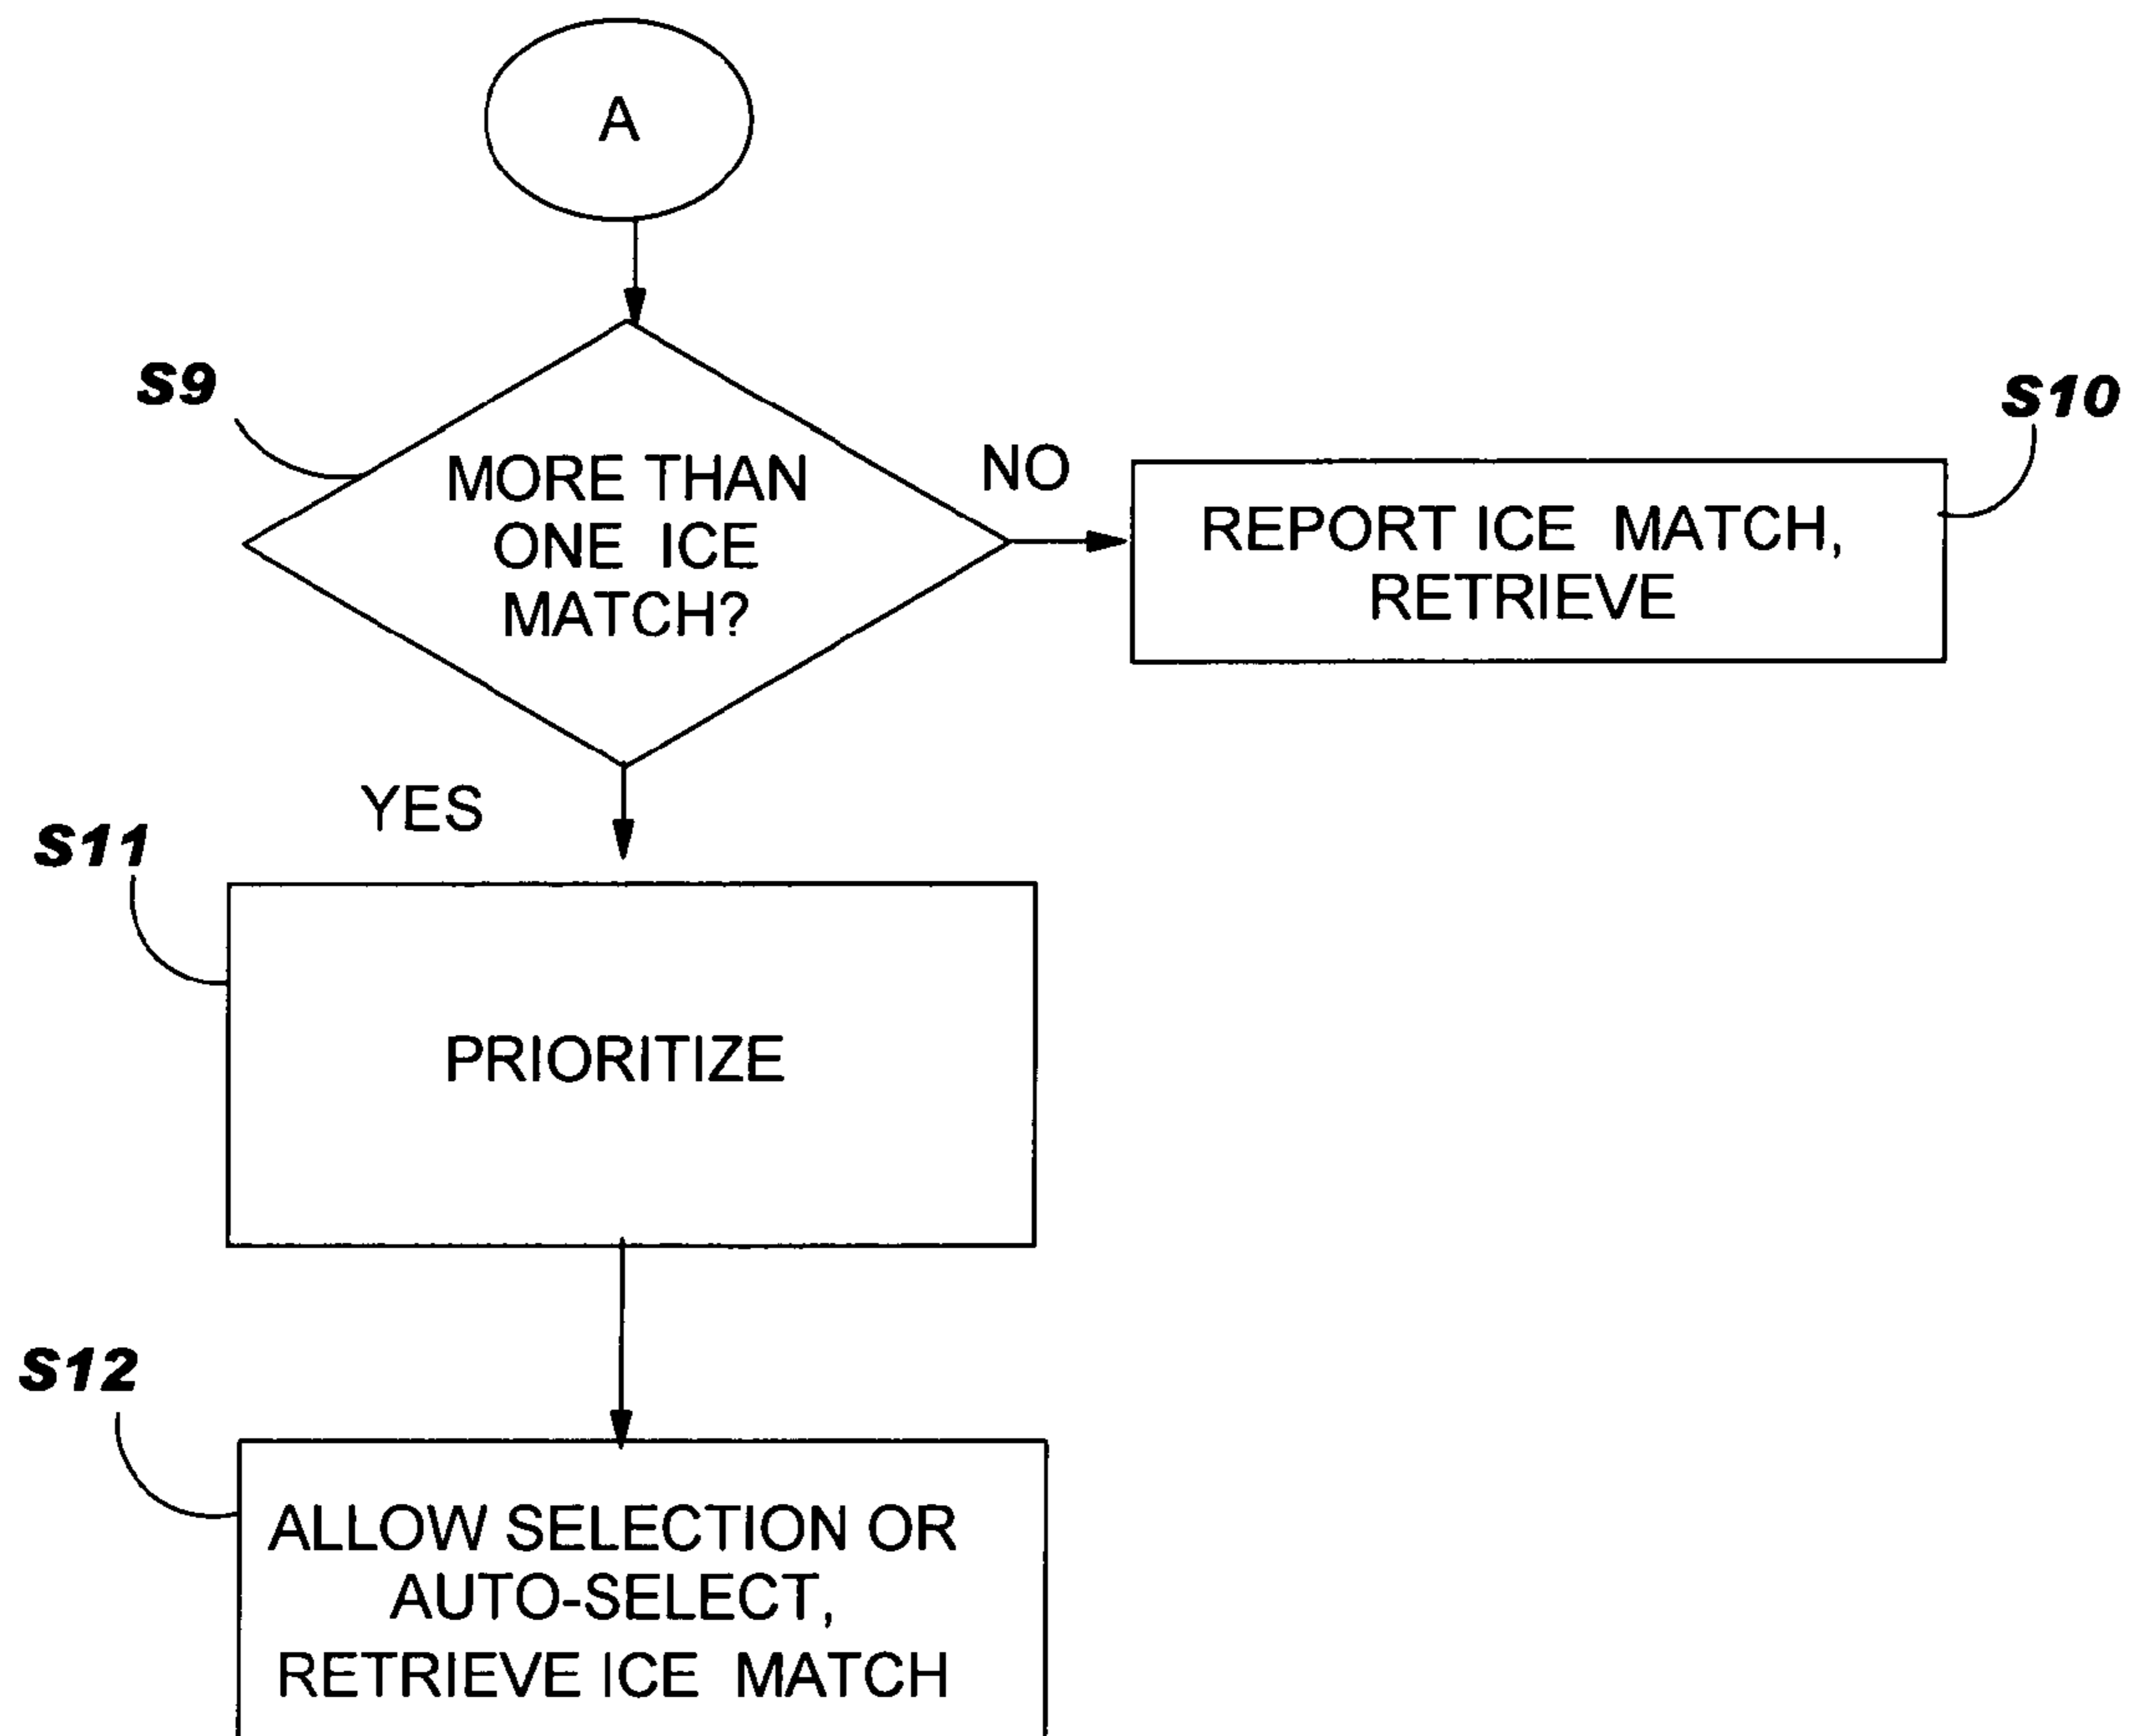 A
S9
MORE THAN
ONE ICE
MATCH?
NO
S10
REPORT ICE MATCH,
RETRIEVE
YES
S11
PRIORITIZE
S12
ALLOW SELECTION OR
AUTO-SELECT,
RETRIEVE ICE MATCH